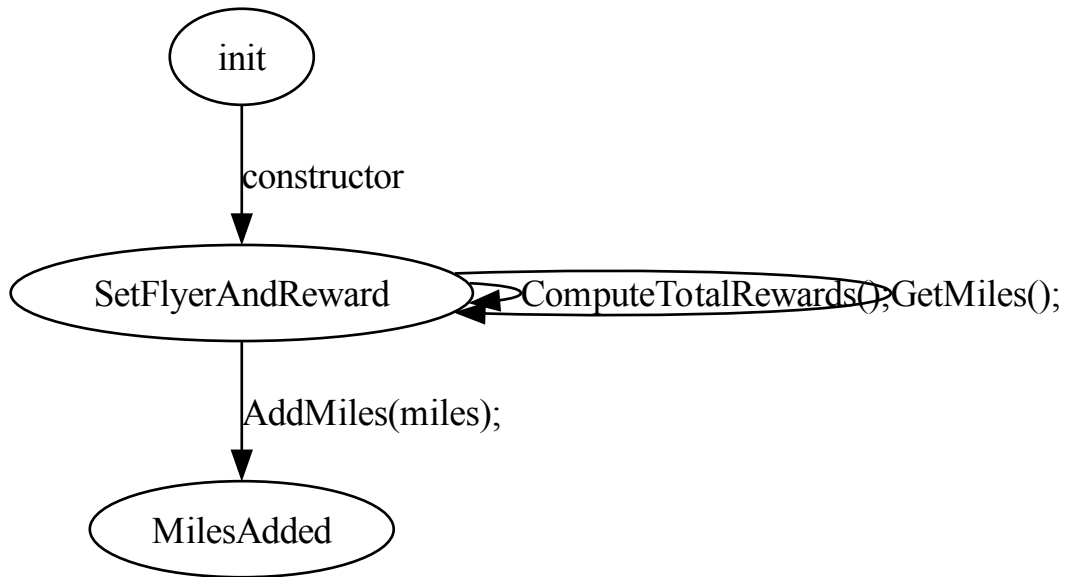 init
constructor
SetFlyerAndReward
ComputeTotalRewards();
GetMiles();
AddMiles(miles);
MilesAdded